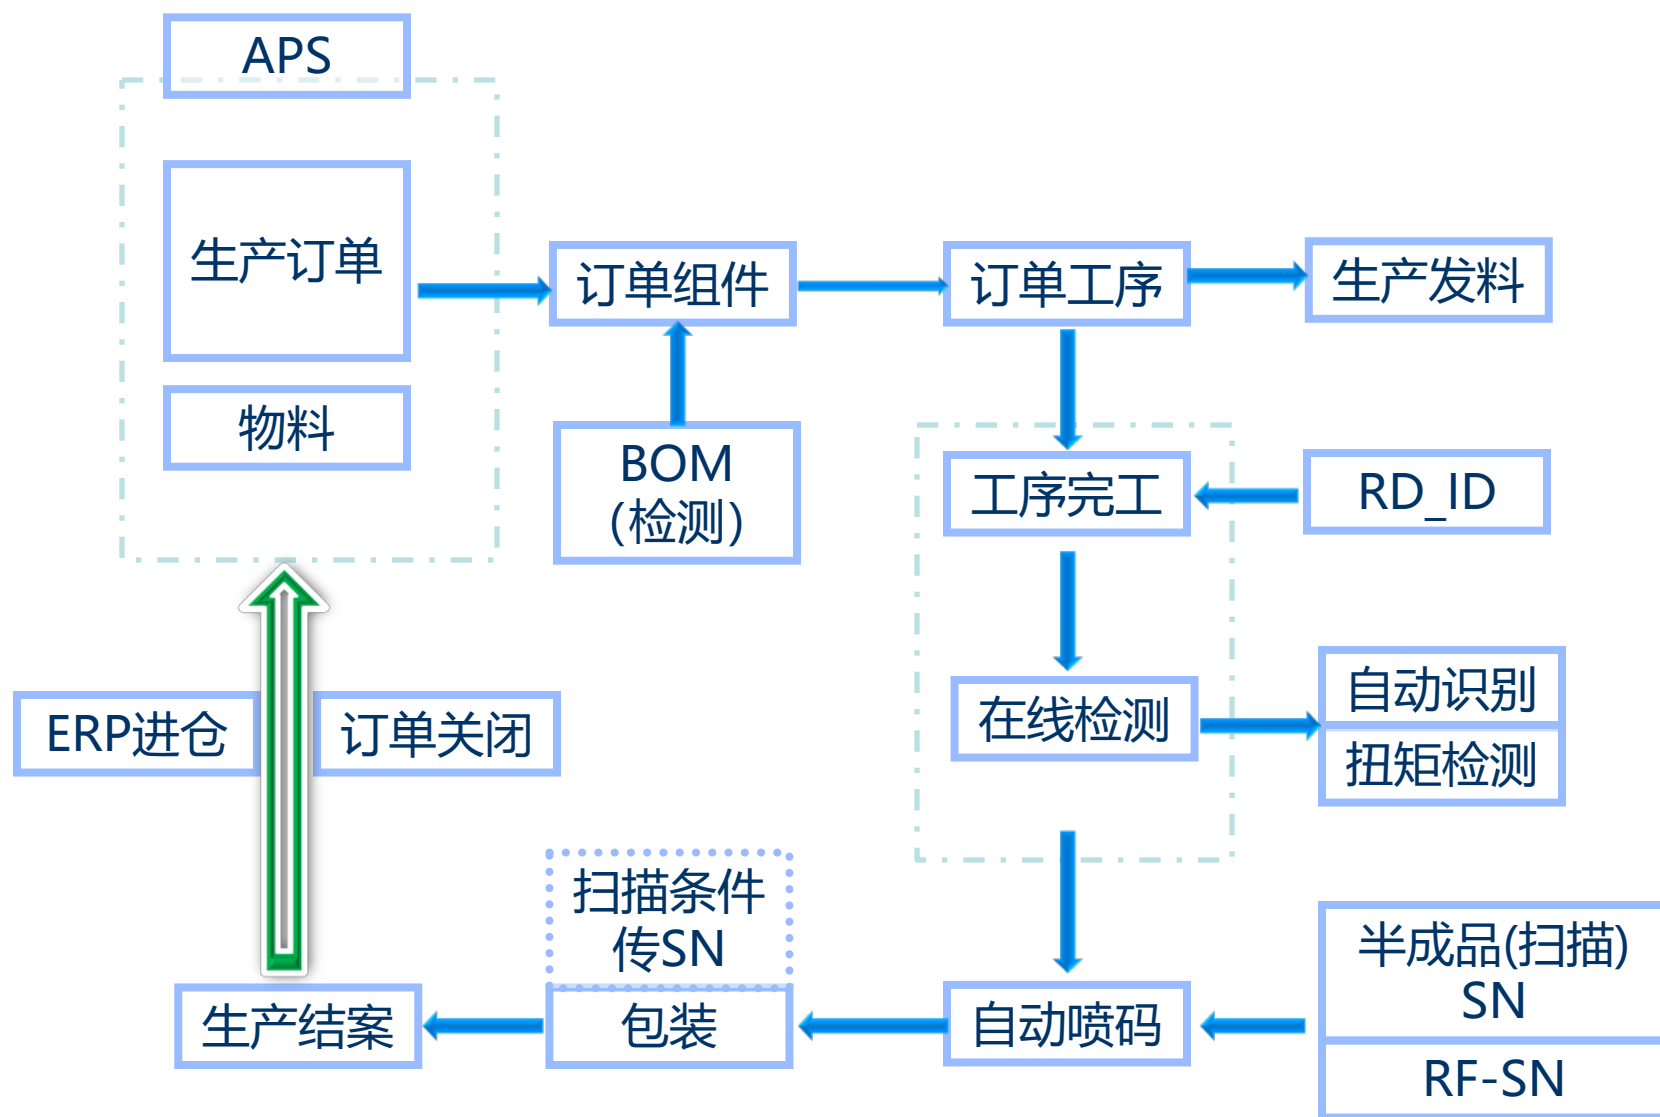 APS
生产订单
物料
订单组件
订单工序
生产发料
BOM
(检测)
工序完工
RD_ID
在线检测
自动识别
扭矩检测
ERP进仓
订单关闭
扫描条件
传SN
包装
生产结案
自动喷码
半成品(扫描)
SN
RF-SN